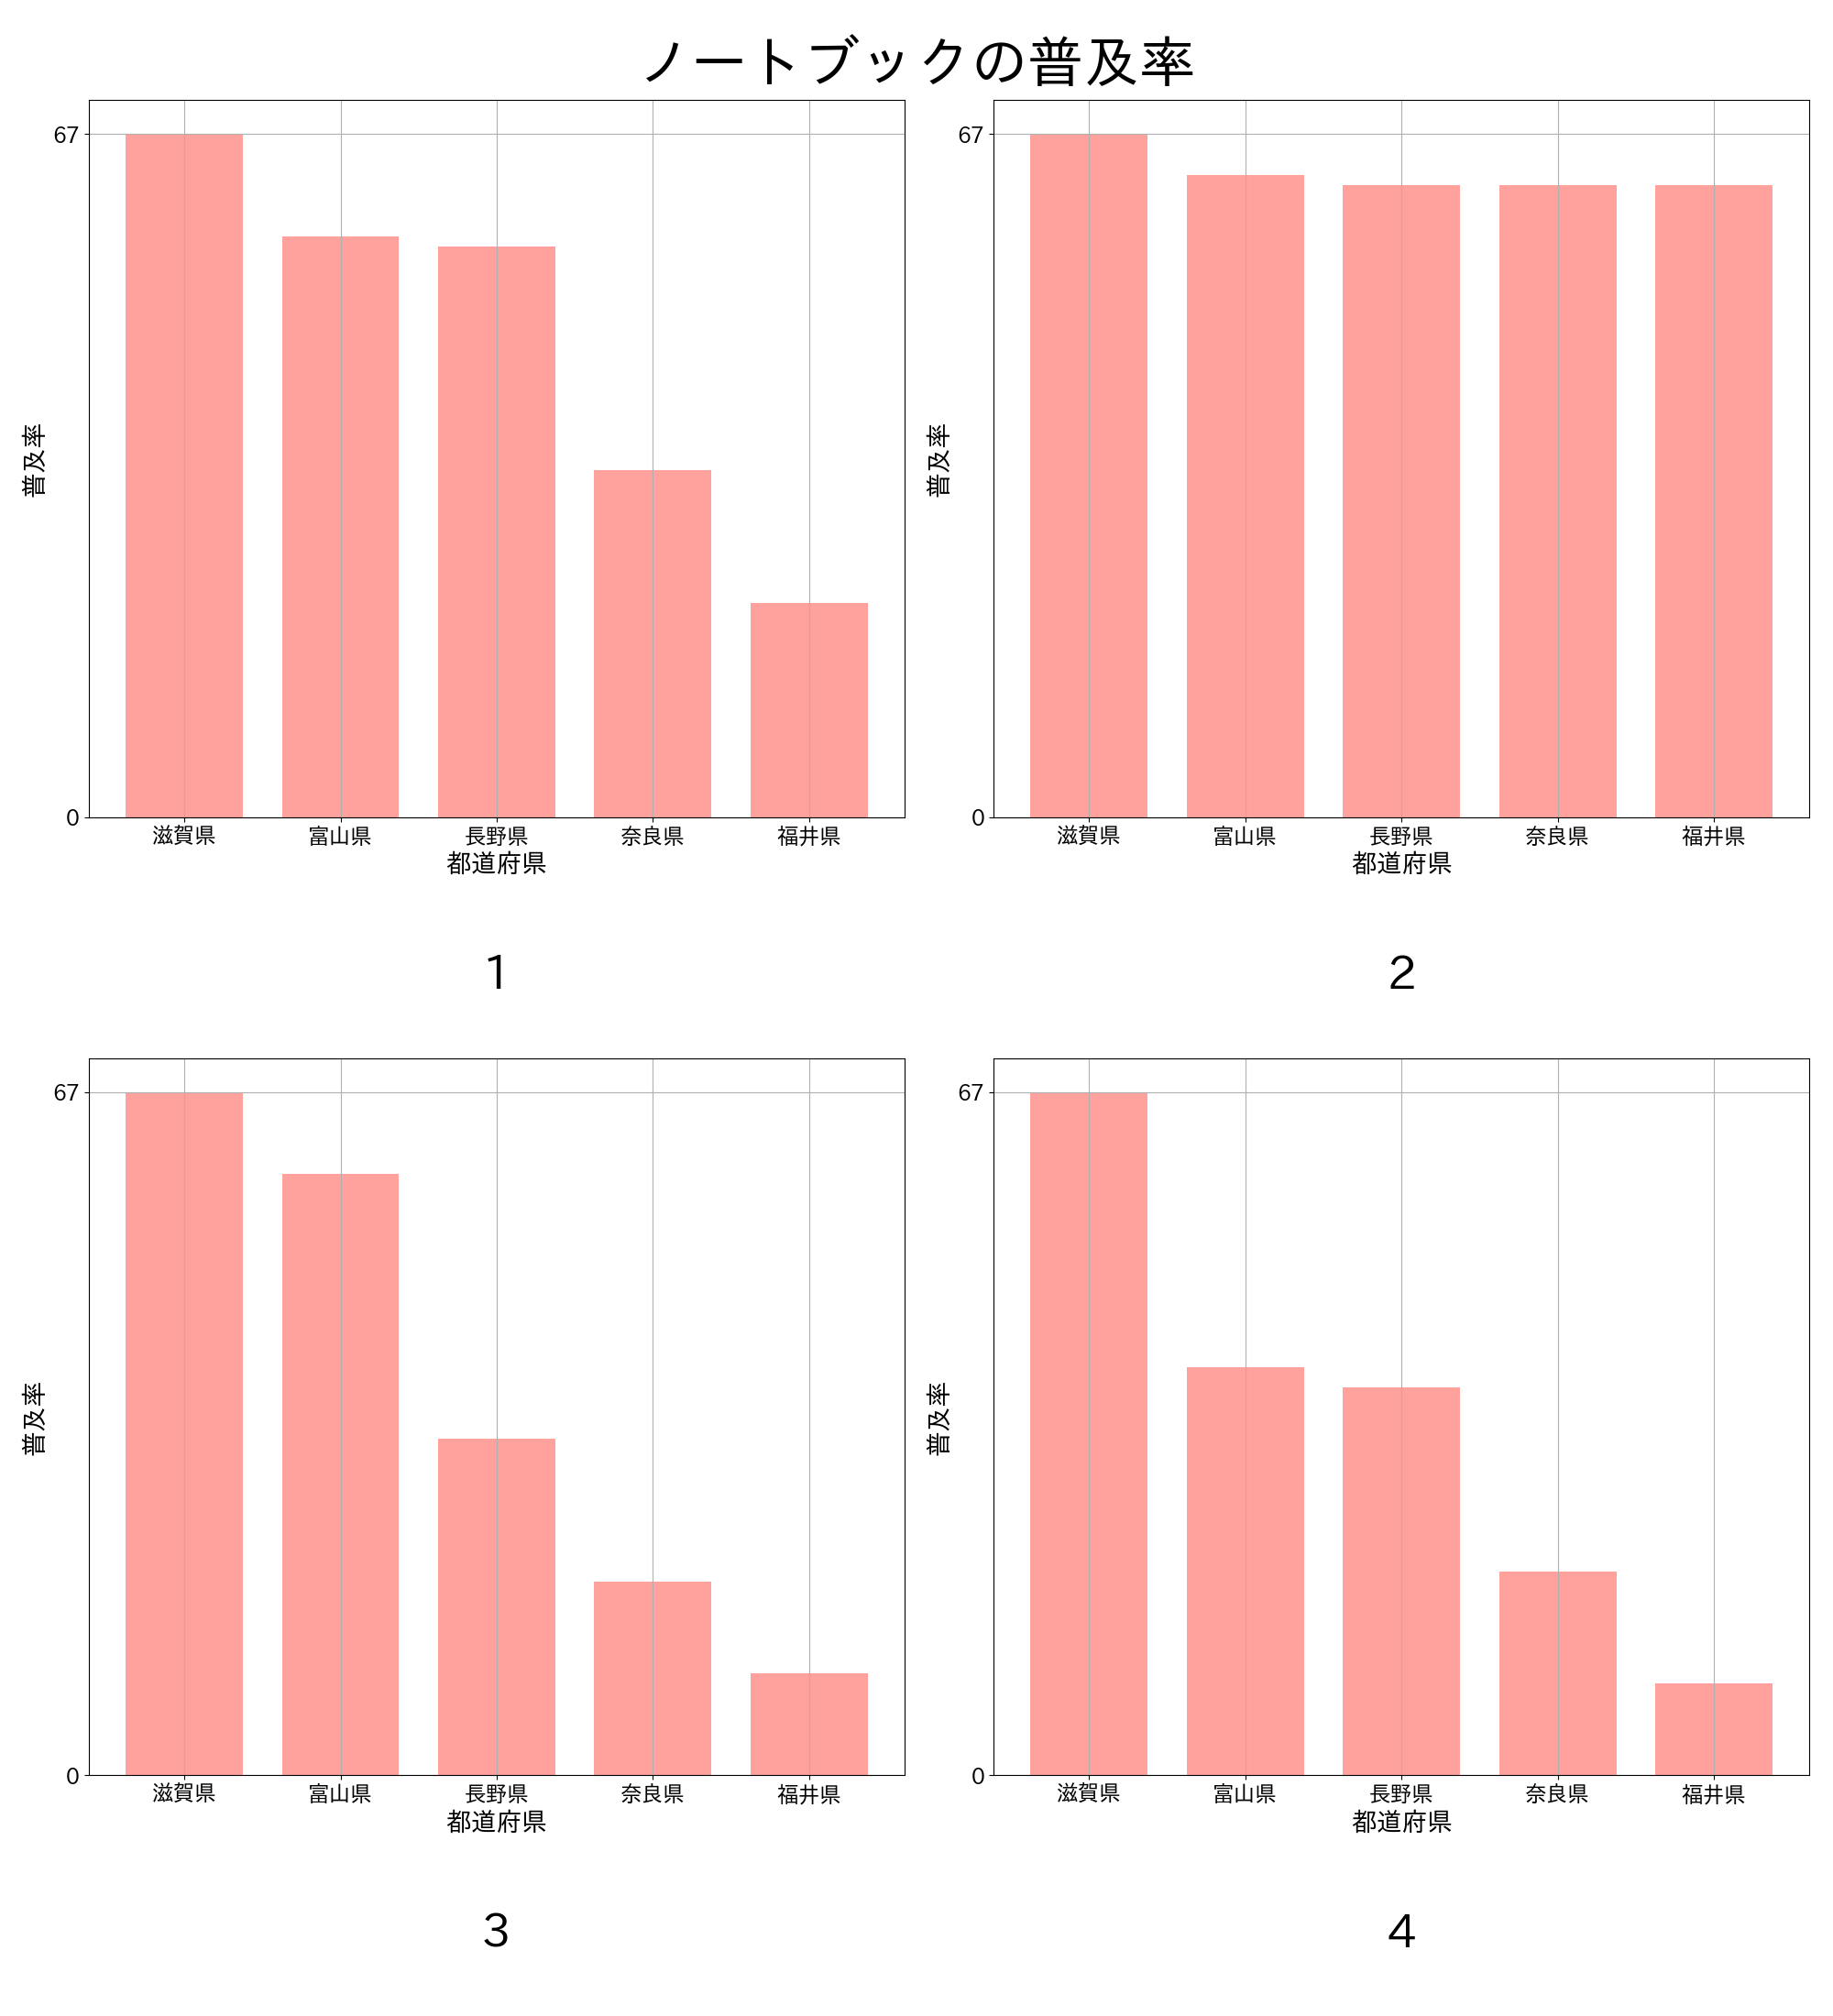 ノートブックの普及率
67
0
普及率
滋賀県 富山県 長野県 奈良県 福井県
都道府県
1
67
0
普及率
滋賀県 富山県 長野県 奈良県 福井県
都道府県
2
67
0
普及率
滋賀県 富山県 長野県 奈良県 福井県
都道府県
3
67
0
普及率
滋賀県 富山県 長野県 奈良県 福井県
都道府県
4